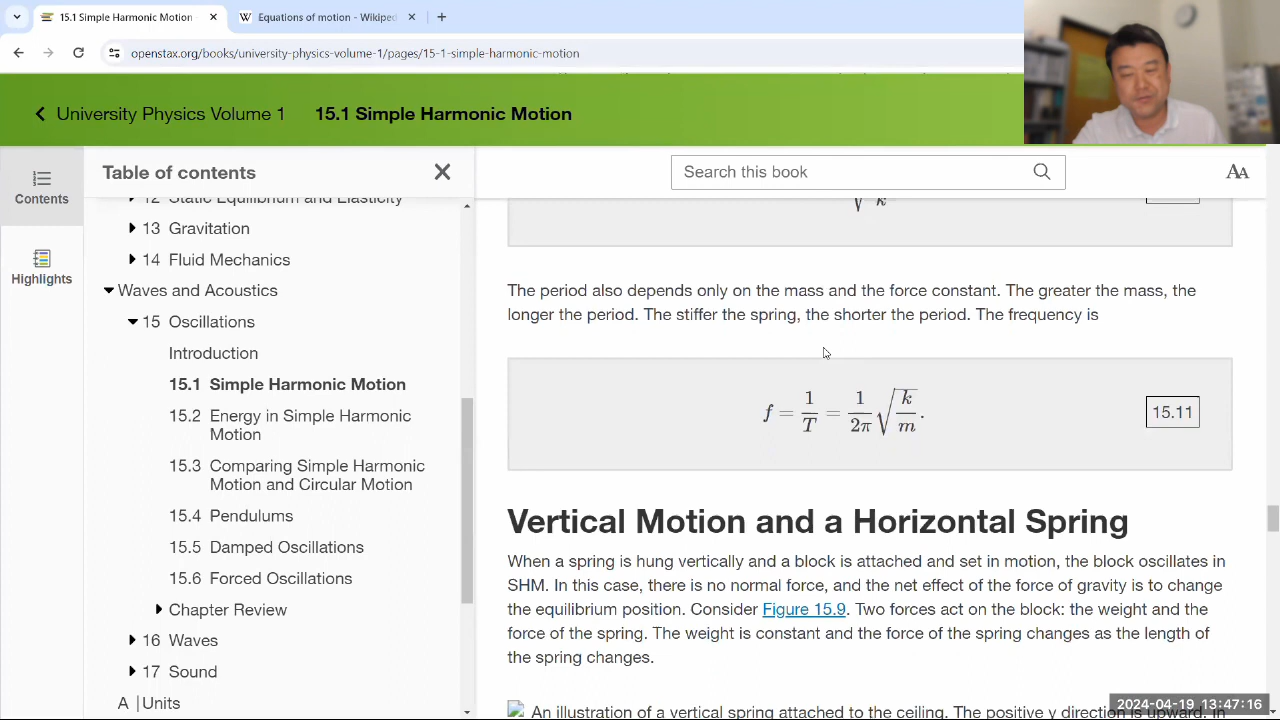 15.1 Simple Harmonic Motion
Equations of motion - Wikiped
openstax.org/books/university-physics-volume-1/pages/15-1-simple-harmonic-motion
University Physics Volume 1
15.1 Simple Harmonic Motion
Contents
Highlights
Table of contents
12 Static Equilibrium and Elasticity
13 Gravitation
14 Fluid Mechanics
Waves and Acoustics
15 Oscillations
Introduction
15.1 Simple Harmonic Motion
15.2 Energy in Simple Harmonic
Motion
15.3 Comparing Simple Harmonic
Motion and Circular Motion
15.4 Pendulums
15.5 Damped Oscillations
15.6 Forced Oscillations
Chapter Review
16 Waves
17 Sound
A | Units
Search this book
AA
√ k
The period also depends only on the mass and the force constant. The greater the mass, the
longer the period. The stiffer the spring, the shorter the period. The frequency is
f = 1/T = 1/2π √k/m.
15.11
Vertical Motion and a Horizontal Spring
When a spring is hung vertically and a block is attached and set in motion, the block oscillates in
SHM. In this case, there is no normal force, and the net effect of the force of gravity is to change
the equilibrium position. Consider Figure 15.9. Two forces act on the block: the weight and the
force of the spring. The weight is constant and the force of the spring changes as the length of
the spring changes.
An illustration of a vertical spring attached to the ceiling. The positive y direction is upward. In
2024-04-19 13:47:16